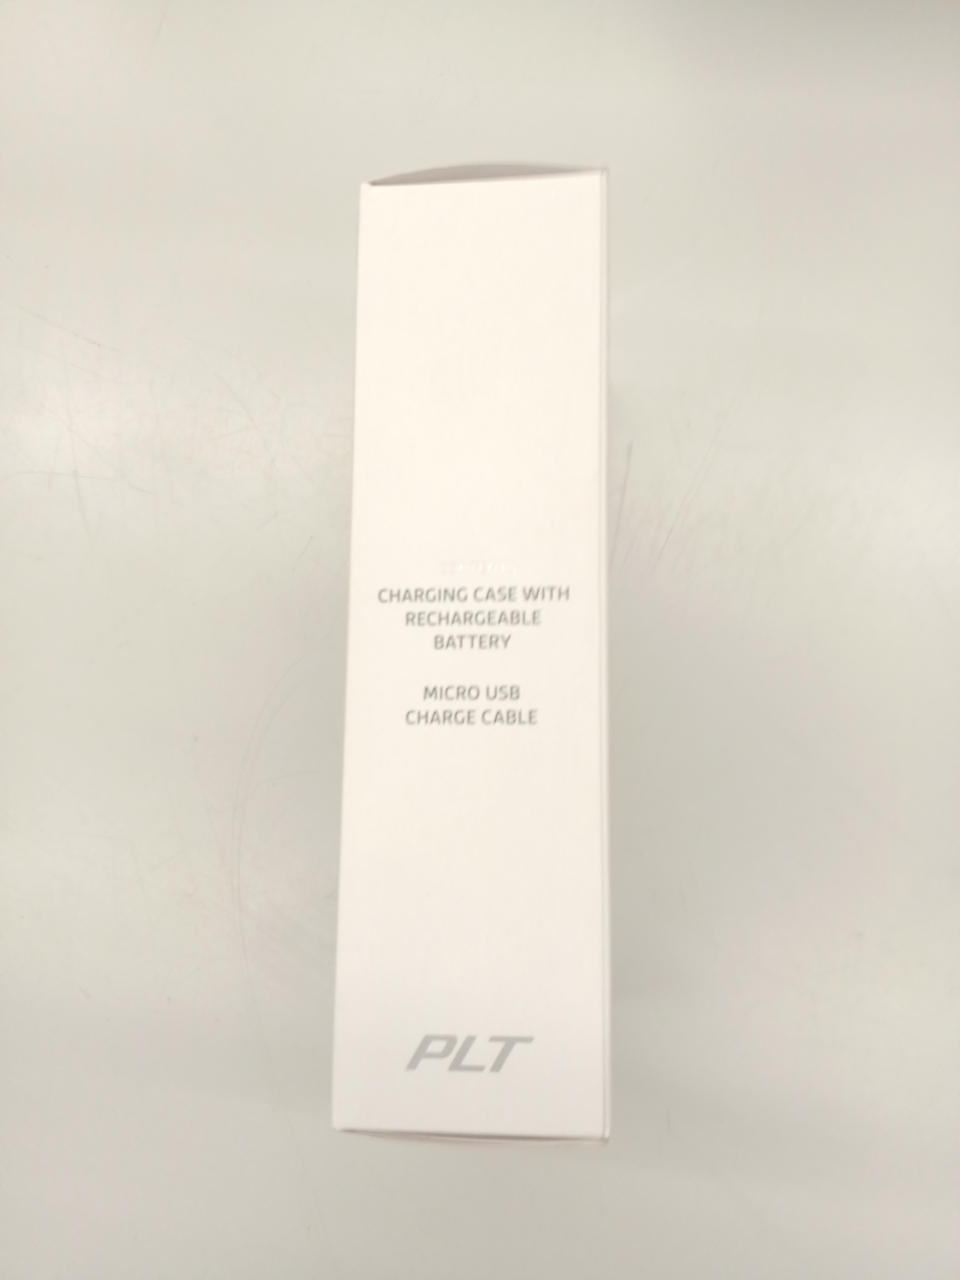 CHARGING CASE WITH
RECHARGEABLE
BATTERY
MICRO USB
CHARGE CABLE
PLT